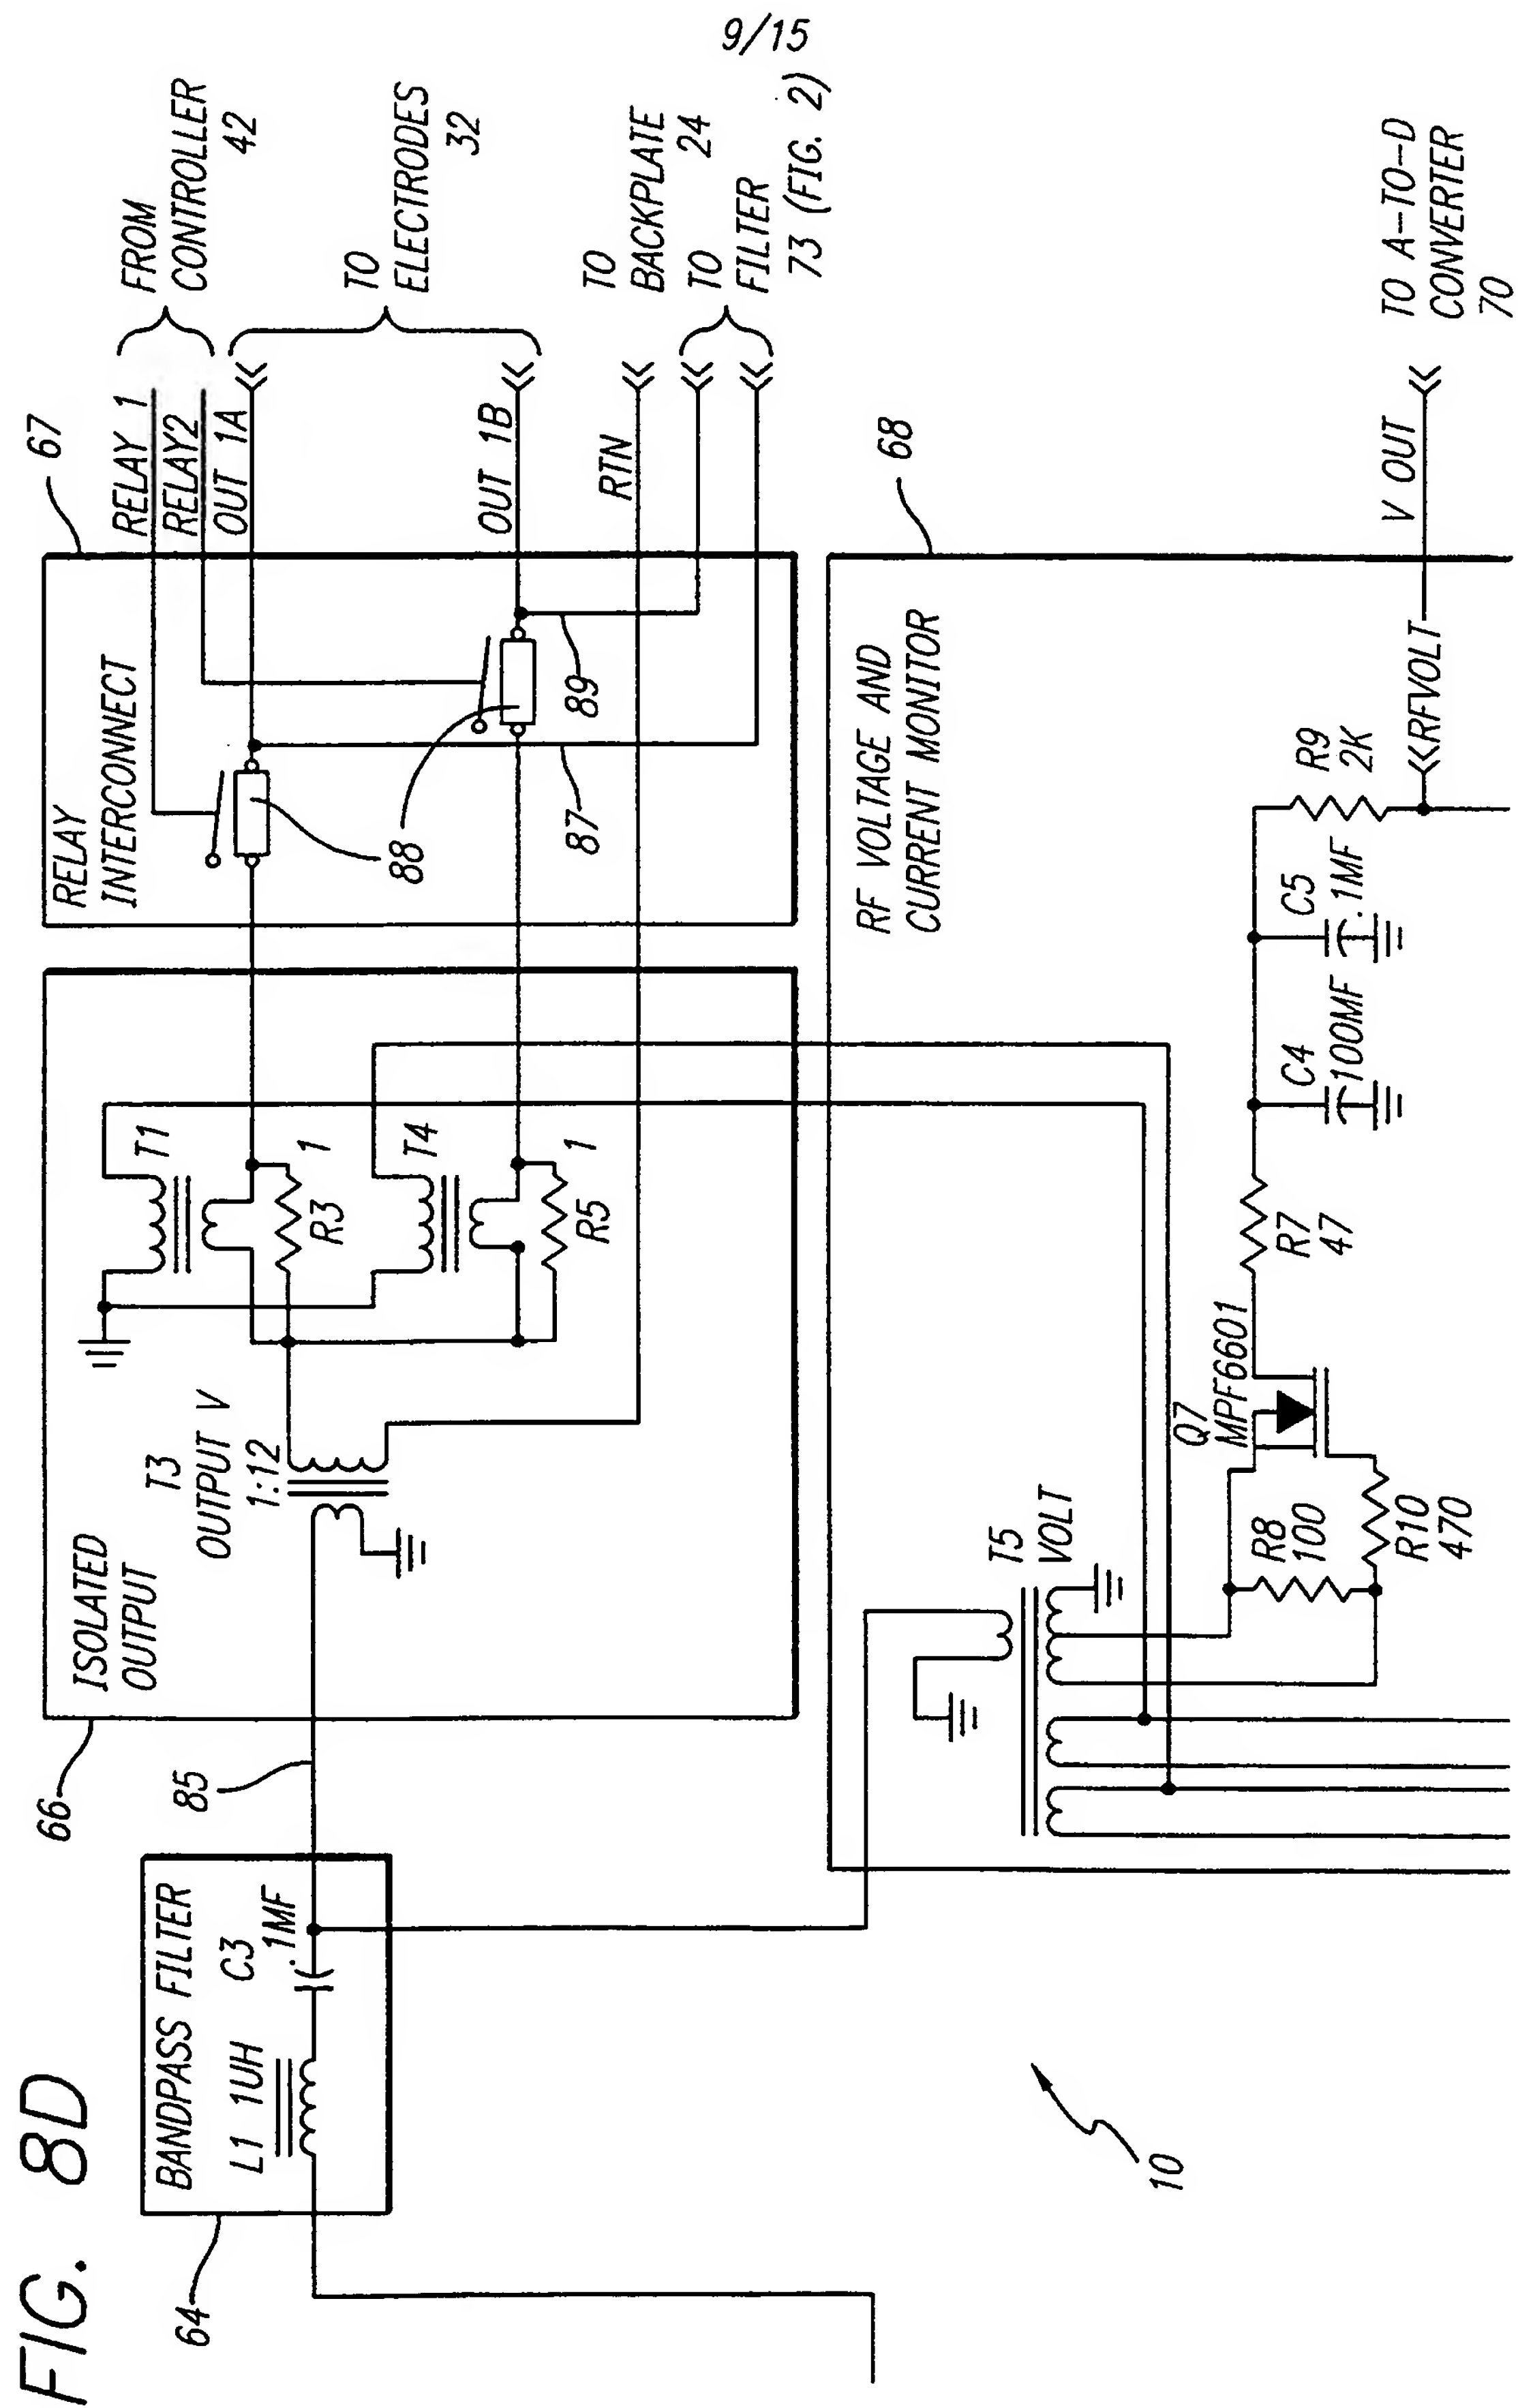 9/15
FIG. 8D
64
BANDPASS FILTER
L1 1UH
C3
.1MF
85
66
ISOLATED
OUTPUT
T3
OUTPUT V
1:12
T1
R3
1
T4
R5
1
67
RELAY
INTERCONNECT
88
87
89
RELAY 1
RELAY2
OUT 1A
OUT 1B
RTN
FROM
CONTROLLER
42
TO
ELECTRODES
32
TO
BACKPLATE
24
TO
FILTER
73 (FIG. 2)
68
RF VOLTAGE AND
CURRENT MONITOR
T5
VOLT
Q7
MPF6601
R8
100
R10
470
R7
47
C4
100MF
C5
.1MF
R9
2K
RFVOLT
V OUT
TO A-TO-D
CONVERTER
70
10